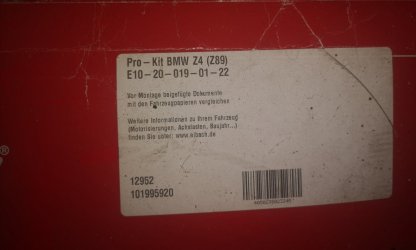 Pro-Kit BMW Z4 (Z89)
E10-20-019-01-22
Vor Montage beigefügte Dokumente
mit den Fahrzeugpapieren vergleichen
Weitere Informationen zu Ihrem Fahrzeug
(Motorisierungen, Achslasten, Baujahr...)
finden Sie unter: www.eibach.de
12952
101995920
®